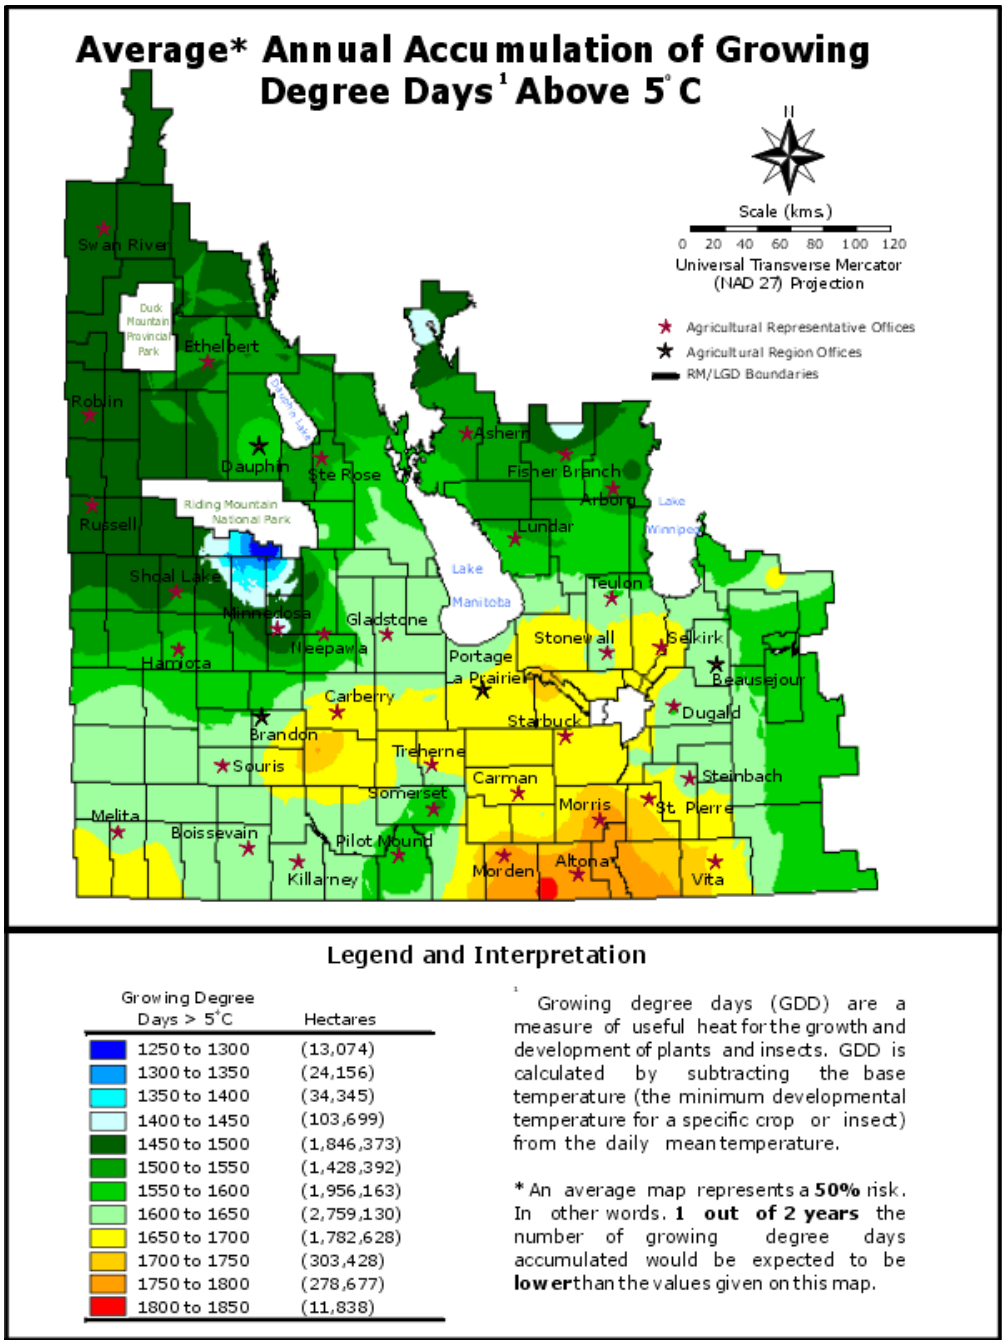 Average* Annual Accumulation of Growing
Degree Days¹ Above 5°C
N
Scale (kms.)
0 20 40 60 80 100 120
Universal Transverse Mercator
(NAD 27) Projection
Agricultural Representative Offices
Agricultural Region Offices
RM/LGD Boundaries
Swan River
Duck
Mountain
Provincial
Park
Ethelbert
Roblin
Dauphin Lake
Dauphin
Ste Rose
Ashern
Fisher Branch
Arborg
Riding Mountain
National Park
Russell
Lake
Winnipeg
Lundar
Lake
Manitoba
Shoal Lake
Teulon
Minnedosa
Gladstone
Neepawa
Hamiota
Stonewall
Selkirk
Portage
La Prairie
Beausejour
Carberry
Dugald
Brandon
Starbuck
Souris
Treherne
Steinbach
Carman
Somerset
Morris
St. Pierre
Melita
Boissevain
Pilot Mound
Killarney
Morden
Altona
Vita
Legend and Interpretation
Growing Degree
Days > 5°C Hectares
1250 to 1300 (13,074)
1300 to 1350 (24,156)
1350 to 1400 (34,345)
1400 to 1450 (103,699)
1450 to 1500 (1,846,373)
1500 to 1550 (1,428,392)
1550 to 1600 (1,956,163)
1600 to 1650 (2,759,130)
1650 to 1700 (1,782,628)
1700 to 1750 (303,428)
1750 to 1800 (278,677)
1800 to 1850 (11,838)
¹ Growing degree days (GDD) are a
measure of useful heat for the growth and
development of plants and insects. GDD is
calculated by subtracting the base
temperature (the minimum developmental
temperature for a specific crop or insect)
from the daily mean temperature.
* An average map represents a 50% risk.
In other words. 1 out of 2 years the
number of growing degree days
accumulated would be expected to be
lower than the values given on this map.